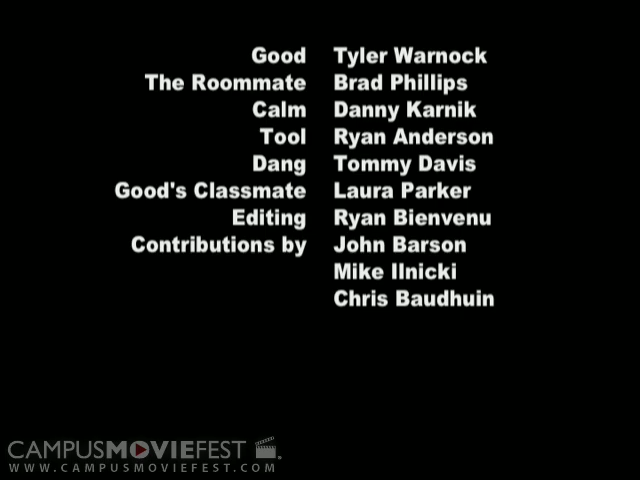 Good Tyler Warnock
The Roommate Brad Phillips
Calm Danny Karnik
Tool Ryan Anderson
Dang Tommy Davis
Good's Classmate Laura Parker
Editing Ryan Bienvenu
Contributions by John Barson
Mike Ilnicki
Chris Baudhuin
CAMPUSMOVIEFEST
WWW.CAMPUSMOVIEFEST.COM